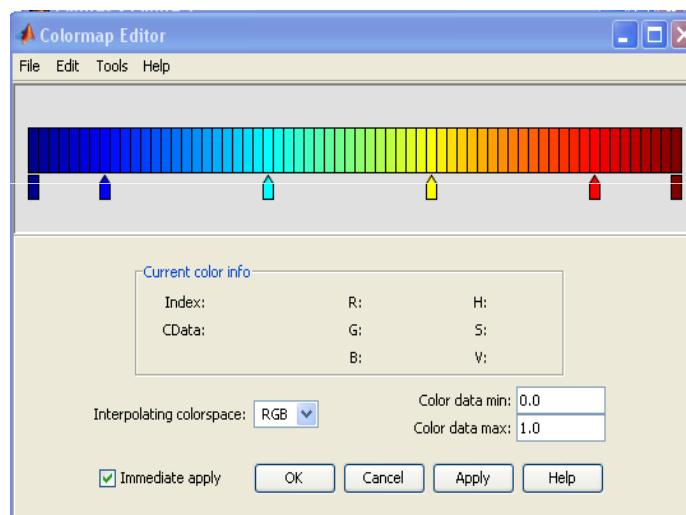 Colormap Editor
File Edit Tools Help
Current color info
Index: R: H:
CData: G: S:
B: V:
Interpolating colorspace: RGB
Color data min: 0.0
Color data max: 1.0
Immediate apply OK Cancel Apply Help